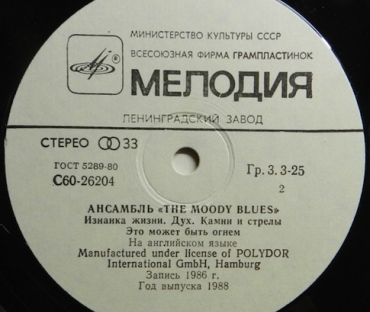 МИНИСТЕРСТВО КУЛЬТУРЫ СССР
ВСЕСОЮЗНАЯ ФИРМА ГРАМПЛАСТИНОК
® МЕЛОДИЯ
ЛЕНИНГРАДСКИЙ ЗАВОД
СТЕРЕО 33
ГОСТ 5289-80
Гр. 3. 3-25
С60-26204
2
АНСАМБЛЬ «THE MOODY BLUES»
Изнанка жизни. Дух. Камни и стрелы
Это может быть огнем
На английском языке
Manufactured under license of POLYDOR
International GmbH, Hamburg
Запись 1986 г.
Год выпуска 1988